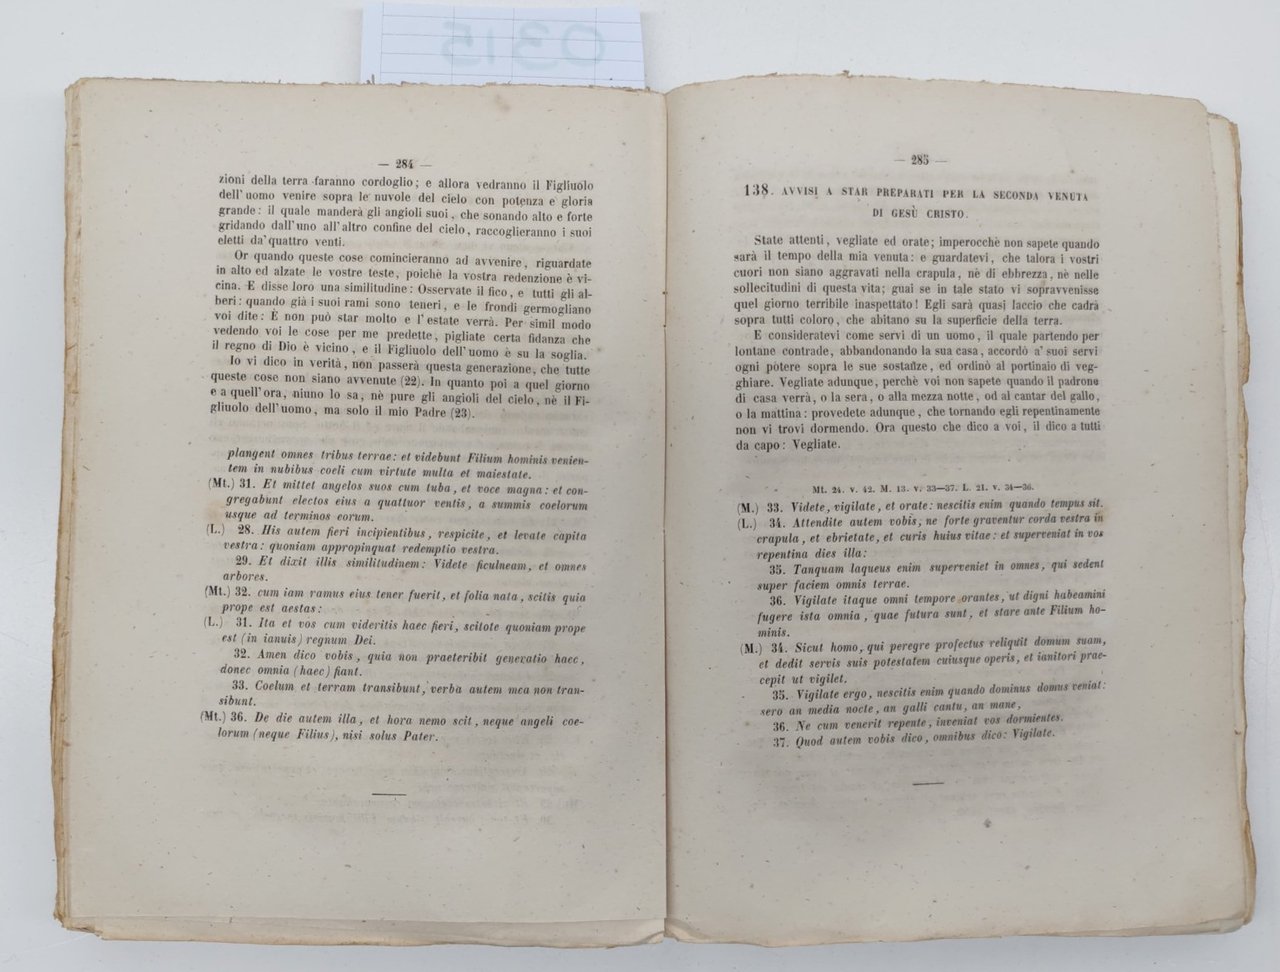 0315
— 284 —
zioni della terra faranno cordoglio; e allora vedranno il Figliuolo
dell' uomo venire sopra le nuvole del cielo con potenza e gloria
grande: il quale manderà gli angioli suoi, che sonando alto e forte
gridando dall' uno all' altro confine del cielo, raccoglieranno i suoi
eletti da' quattro venti.
Or quando queste cose comincieranno ad avvenire, riguardate
in alto ed alzate le vostre teste, poichè la vostra redenzione è vi-
cina. E disse loro una similitudine: Osservate il fico, e tutti gli al-
beri: quando già i suoi rami sono teneri, e le frondi germogliano
voi dite: È non può star molto e l' estate verrà. Per simil modo
vedendo voi le cose per me predette, pigliate certa fidanza che
il regno di Dio è vicino, e il Figliuolo dell' uomo è su la soglia.
Io vi dico in verità, non passerà questa generazione, che tutte
queste cose non siano avvenute (22). In quanto poi a quel giorno
e a quell' ora, niuno lo sa, nè pure gli angioli del cielo, nè il Fi-
gliuolo dell' uomo, ma solo il mio Padre (23).
plangent omnes tribus terrae: et videbunt Filium hominis venien-
tem in nubibus coeli cum virtute multa et maiestate.
(Mt.) 31. Et mittet angelos suos cum tuba, et voce magna: et con-
gregabunt electos eius a quattuor ventis, a summis coelorum
usque ad terminos eorum.
(L.) 28. His autem fieri incipientibus, respicite, et levate capita
vestra: quoniam appropinquat redemptio vestra.
29. Et dixit illis similitudinem: Videte ficulneam, et omnes
arbores.
(Mt.) 32. cum iam ramus eius tener fuerit, et folia nata, scitis quia
prope est aestas:
(L.) 31. Ita et vos cum videritis haec fieri, scitote quoniam prope
est (in ianuis) regnum Dei.
32. Amen dico vobis, quia non praeteribit generatio haec,
donec omnia (haec) fiant.
33. Coelum et terram transibunt, verba autem mea non tran-
sibunt.
(Mt.) 36. De die autem illa, et hora nemo scit, neque angeli coe-
lorum (neque Filius), nisi solus Pater.
— 285 —
138. AVVISI A STAR PREPARATI PER LA SECONDA VENUTA
DI GESÙ CRISTO.
State attenti, vegliate ed orate; imperocchè non sapete quando
sarà il tempo della mia venuta: e guardatevi, che talora i vostri
cuori non siano aggravati nella crapula, nè di ebbrezza, nè nelle
sollecitudini di questa vita; guai se in tale stato vi sopravvenisse
quel giorno terribile inaspettato! Egli sarà quasi laccio che cadrà
sopra tutti coloro, che abitano su la superficie della terra.
E consideratevi come servi di un uomo, il quale partendo per
lontane contrade, abbandonando la sua casa, accordò a' suoi servi
ogni potere sopra le sue sostanze, ed ordinò al portinaio di veg-
ghiare. Vegliate adunque, perchè voi non sapete quando il padrone
di casa verrà, o la sera, o alla mezza notte, od al cantar del gallo,
o la mattina: provedete adunque, che tornando egli repentinamente
non vi trovi dormendo. Ora questo che dico a voi, il dico a tutti
da capo: Vegliate.
Mt. 24. v. 42. M. 13. v. 33—37. L. 21. v. 34—36.
(M.) 33. Videte, vigilate, et orate: nescitis enim quando tempus sit.
(L.) 34. Attendite autem vobis, ne forte graventur corda vestra in
crapula, et ebrietate, et curis huius vitae: et superveniat in vos
repentina dies illa:
35. Tanquam laqueus enim superveniet in omnes, qui sedent
super faciem omnis terrae.
36. Vigilate itaque omni tempore orantes, ut digni habeamini
fugere ista omnia, quae futura sunt, et stare ante Filium ho-
minis.
(M.) 34. Sicut homo, qui peregre profectus reliquit domum suam,
et dedit servis suis potestatem cuiusque operis, et ianitori prae-
cepit ut vigilet.
35. Vigilate ergo, nescitis enim quando dominus domus veniat:
sero an media nocte, an galli cantu, an mane,
36. Ne cum venerit repente, inveniat vos dormientes.
37. Quod autem vobis dico, omnibus dico: Vigilate.